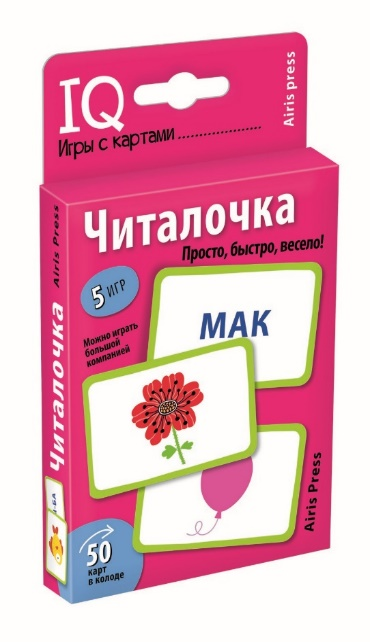 IQ
Игры с картами
Airis press
Читалочка
Просто, быстро, весело!
5 ИГР
Можно играть
большой
компанией
МАК
50
карт
в колоде
Airis Press
Airis Press
Читалочка